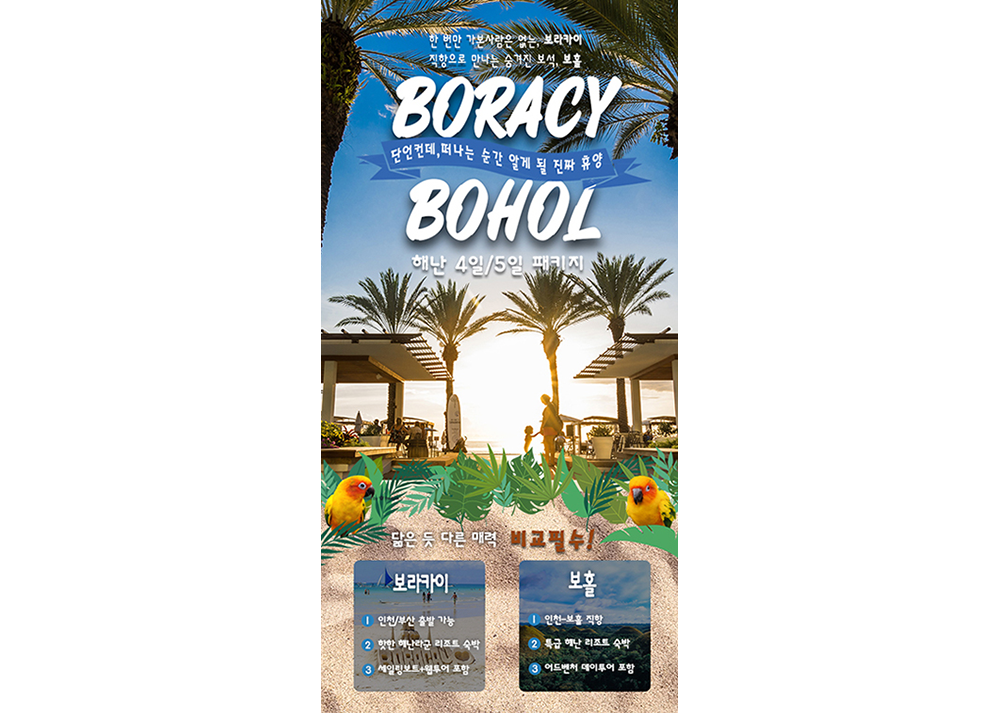 한 번만 가본사람은 없는, 보라카이
직항으로 만나는 숨겨진 보석, 보홀
BORACY
단언컨데, 떠나는 순간 알게 될 진짜 휴양
BOHOL
해난 4일/5일 패키지
닮은 듯 다른 매력 비교필수!
보라카이
1 인천/부산 출발 가능
2 핫한 해난라군 리조트 숙박
3 세일링보트+웰투어 포함
보홀
1 인천-보홀 직항
2 특급 해난 리조트 숙박
3 어드벤처 데이투어 포함